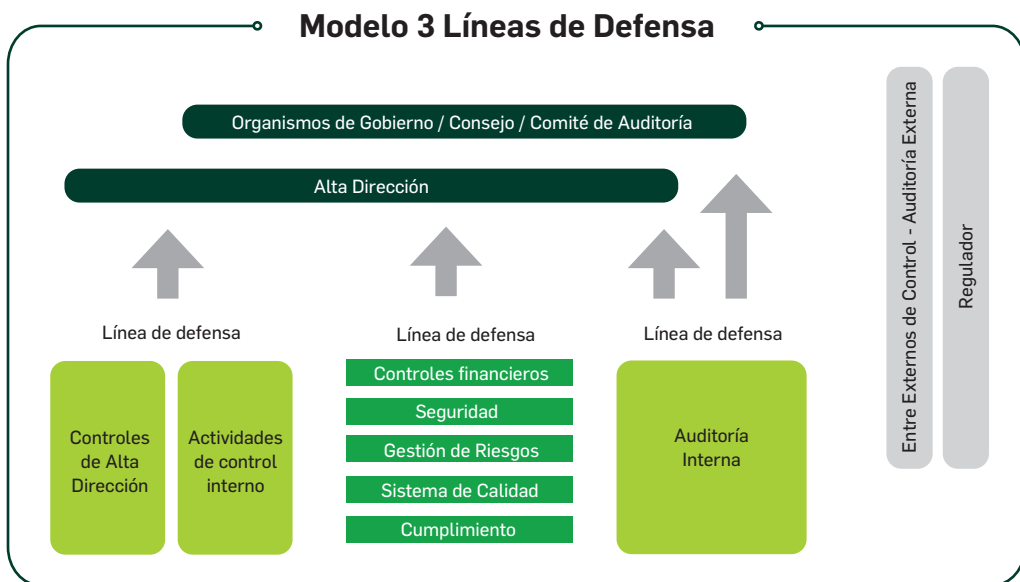 Modelo 3 Líneas de Defensa
Organismos de Gobierno / Consejo / Comité de Auditoría
Alta Dirección
Línea de defensa
Controles
de Alta
Dirección
Actividades
de control
interno
Línea de defensa
Controles financieros
Seguridad
Gestión de Riesgos
Sistema de Calidad
Cumplimiento
Línea de defensa
Auditoría
Interna
Entre Externos de Control - Auditoría Externa
Regulador